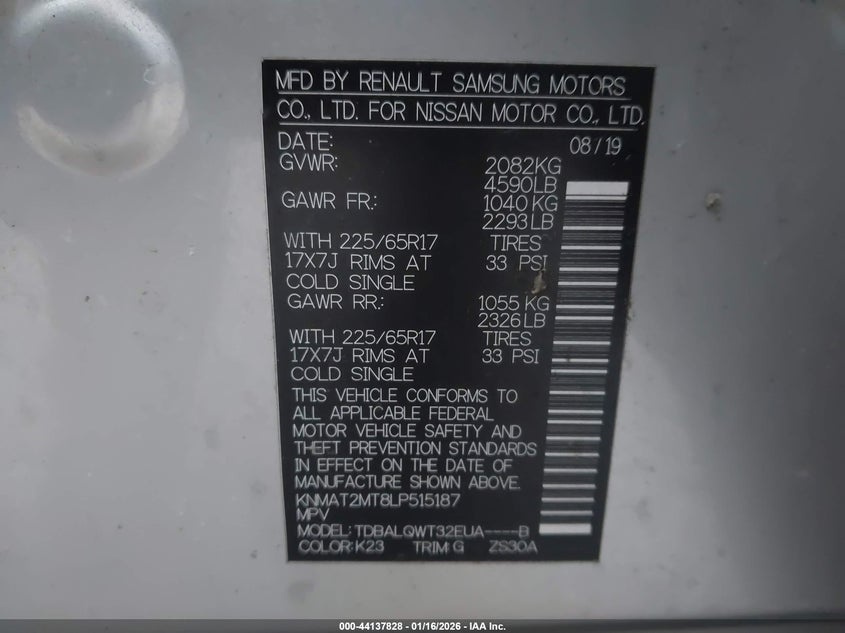 MFD BY RENAULT SAMSUNG MOTORS
CO., LTD. FOR NISSAN MOTOR CO., LTD.
DATE: 08/19
GVWR: 2082KG
4590LB
GAWR FR.: 1040 KG
2293 LB
WITH 225/65R17 TIRES
17X7J RIMS AT 33 PSI
COLD SINGLE
GAWR RR.: 1055 KG
2326 LB
WITH 225/65R17 TIRES
17X7J RIMS AT 33 PSI
COLD SINGLE
THIS VEHICLE CONFORMS TO
ALL APPLICABLE FEDERAL
MOTOR VEHICLE SAFETY AND
THEFT PREVENTION STANDARDS
IN EFFECT ON THE DATE OF
MANUFACTURE SHOWN ABOVE.
KNMAT2MT8LP515187
MPV
MODEL: TDBALQWT32EUA----B
COLOR: K23 TRIM: G ZS30A
000-44137828 - 01/16/2026 - IAA Inc.